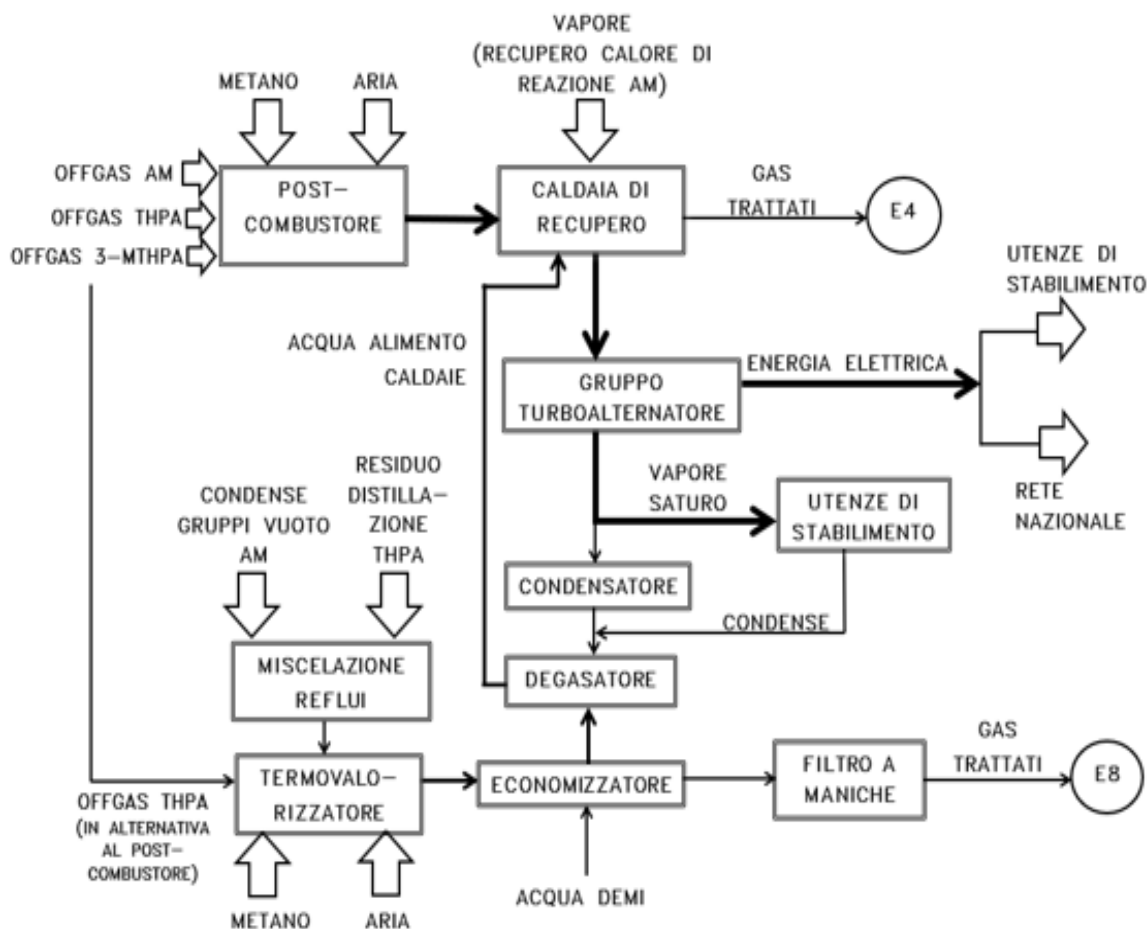 VAPORE
(RECUPERO CALORE DI
REAZIONE AM)
METANO
ARIA
OFFGAS AM
OFFGAS THPA
OFFGAS 3-MTHPA
POST-
COMBUSTORE
CALDAIA DI
RECUPERO
GAS
TRATTATI
E4
UTENZE DI
STABILIMENTO
ACQUA ALIMENTO
CALDAIE
GRUPPO
TURBOALTERNATORE
ENERGIA ELETTRICA
RETE
NAZIONALE
VAPORE
SATURO
UTENZE DI
STABILIMENTO
CONDENSE
GRUPPI VUOTO
AM
RESIDUO
DISTILLA-
ZIONE
THPA
CONDENSATORE
CONDENSE
MISCELAZIONE
REFLUI
DEGASATORE
TERMOVALO-
RIZZATORE
ECONOMIZZATORE
FILTRO A
MANICHE
GAS
TRATTATI
E8
OFFGAS THPA
(IN ALTERNATIVA
AL POST-
COMBUSTORE)
METANO
ARIA
ACQUA DEMI